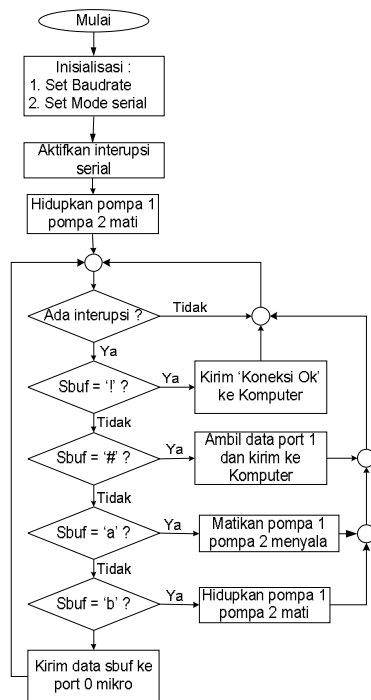 Mulai
Inisialisasi :
1. Set Baudrate
2. Set Mode serial
Aktifkan interupsi
serial
Hidupkan pompa 1
pompa 2 mati
Ada interupsi ?
Tidak
Ya
Sbuf = '!' ?
Ya
Kirim 'Koneksi Ok'
ke Komputer
Tidak
Sbuf = '#' ?
Ya
Ambil data port 1
dan kirim ke
Komputer
Tidak
Sbuf = 'a' ?
Ya
Matikan pompa 1
pompa 2 menyala
Tidak
Sbuf = 'b' ?
Ya
Hidupkan pompa 1
pompa 2 mati
Kirim data sbuf ke
port 0 mikro